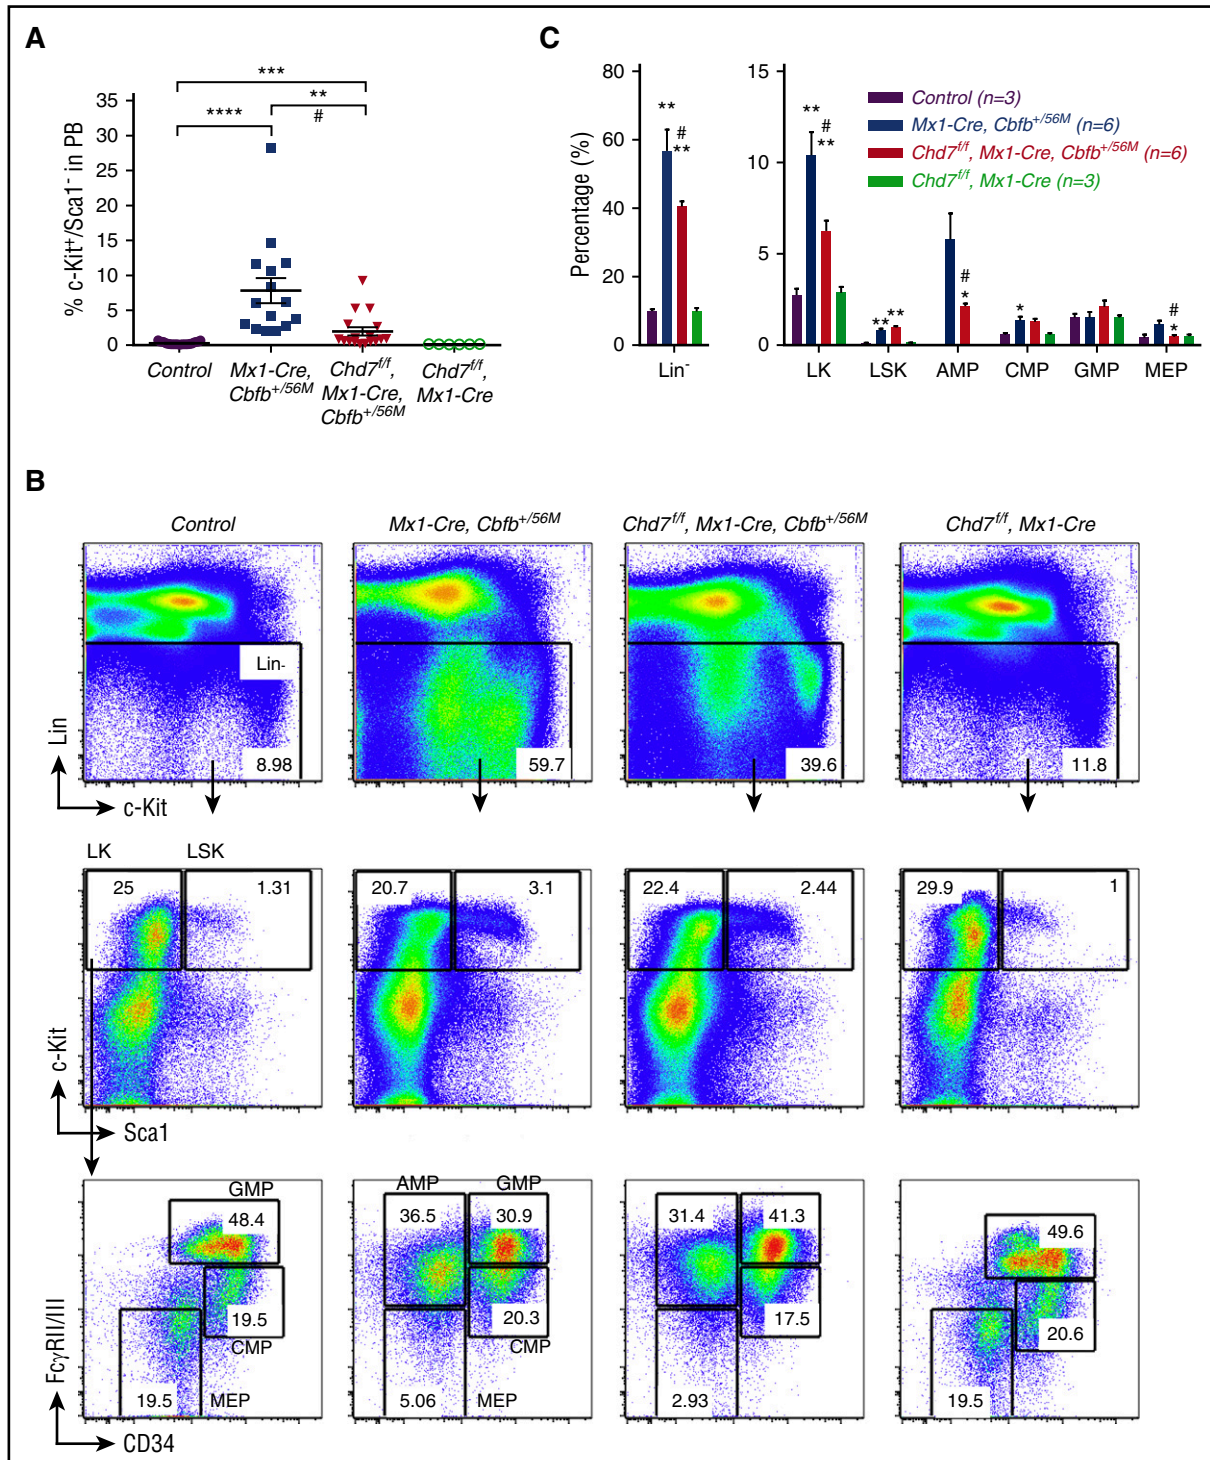 A
***
**
****
#
% c-Kit⁺/Sca1⁻ in PB
35
30
25
20
15
10
5
0
Control
Mx1-Cre,
Cbfb⁺/⁵⁶ᴹ
Chd7ᶠ/ᶠ,
Mx1-Cre,
Cbfb⁺/⁵⁶ᴹ
Chd7ᶠ/ᶠ,
Mx1-Cre
C
Percentage (%)
80
60
40
20
0
**
#
**
Lin⁻
15
10
5
0
Control (n=3)
Mx1-Cre, Cbfb⁺/⁵⁶ᴹ (n=6)
Chd7ᶠ/ᶠ, Mx1-Cre, Cbfb⁺/⁵⁶ᴹ (n=6)
Chd7ᶠ/ᶠ, Mx1-Cre (n=3)
**
#
**
** **
#
*
*
#
*
LK LSK AMP CMP GMP MEP
B
Control
Mx1-Cre, Cbfb⁺/⁵⁶ᴹ
Chd7ᶠ/ᶠ, Mx1-Cre, Cbfb⁺/⁵⁶ᴹ
Chd7ᶠ/ᶠ, Mx1-Cre
Lin-
8.98
59.7
39.6
11.8
Lin
c-Kit
LK LSK
25 1.31
20.7 3.1
22.4 2.44
29.9 1
c-Kit
Sca1
GMP
48.4
19.5
CMP
19.5 MEP
AMP GMP
36.5 30.9
20.3
CMP
5.06 MEP
31.4 41.3
17.5
2.93
49.6
20.6
19.5
FcγRII/III
CD34